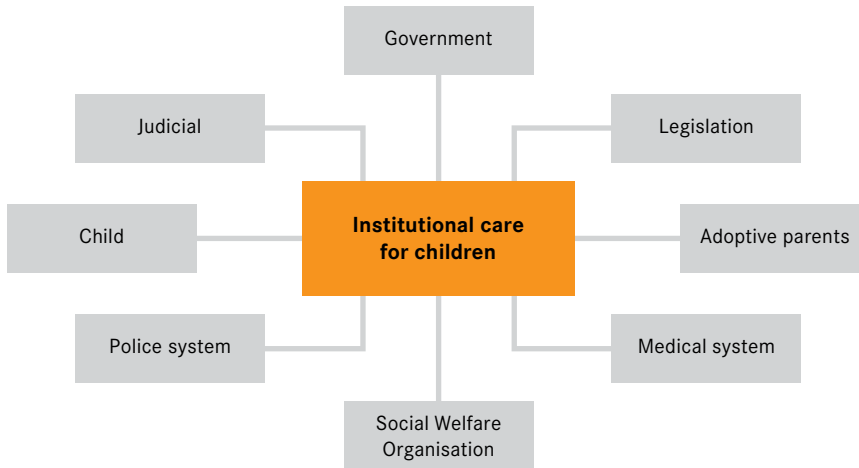 Government
Judicial
Legislation
Institutional care
for children
Child
Adoptive parents
Police system
Medical system
Social Welfare
Organisation